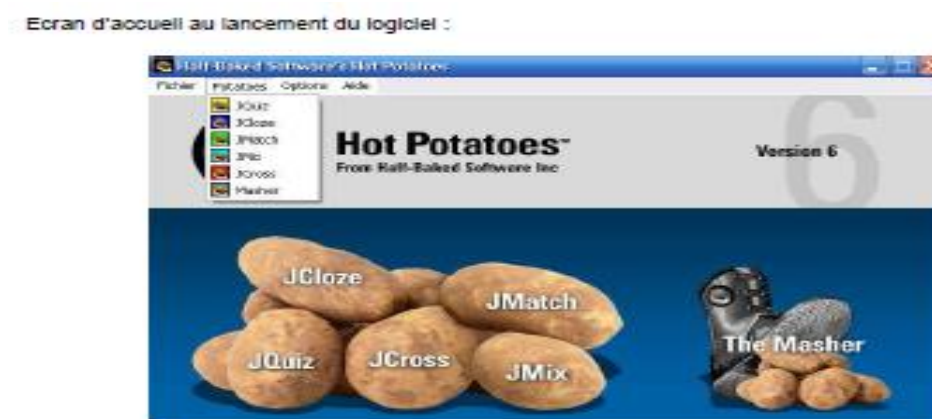 Ecran d'accueil au lancement du logiciel :
Half-Baked Software's Hot Potatoes
Fichier Potatoes Options Aide
JQuiz
JCloze
JMatch
JMix
JCross
Masher
Hot Potatoes™
From Half-Baked Software Inc
Version 6
6
JCloze
JMatch
The Masher
JQuiz
JCross
JMix